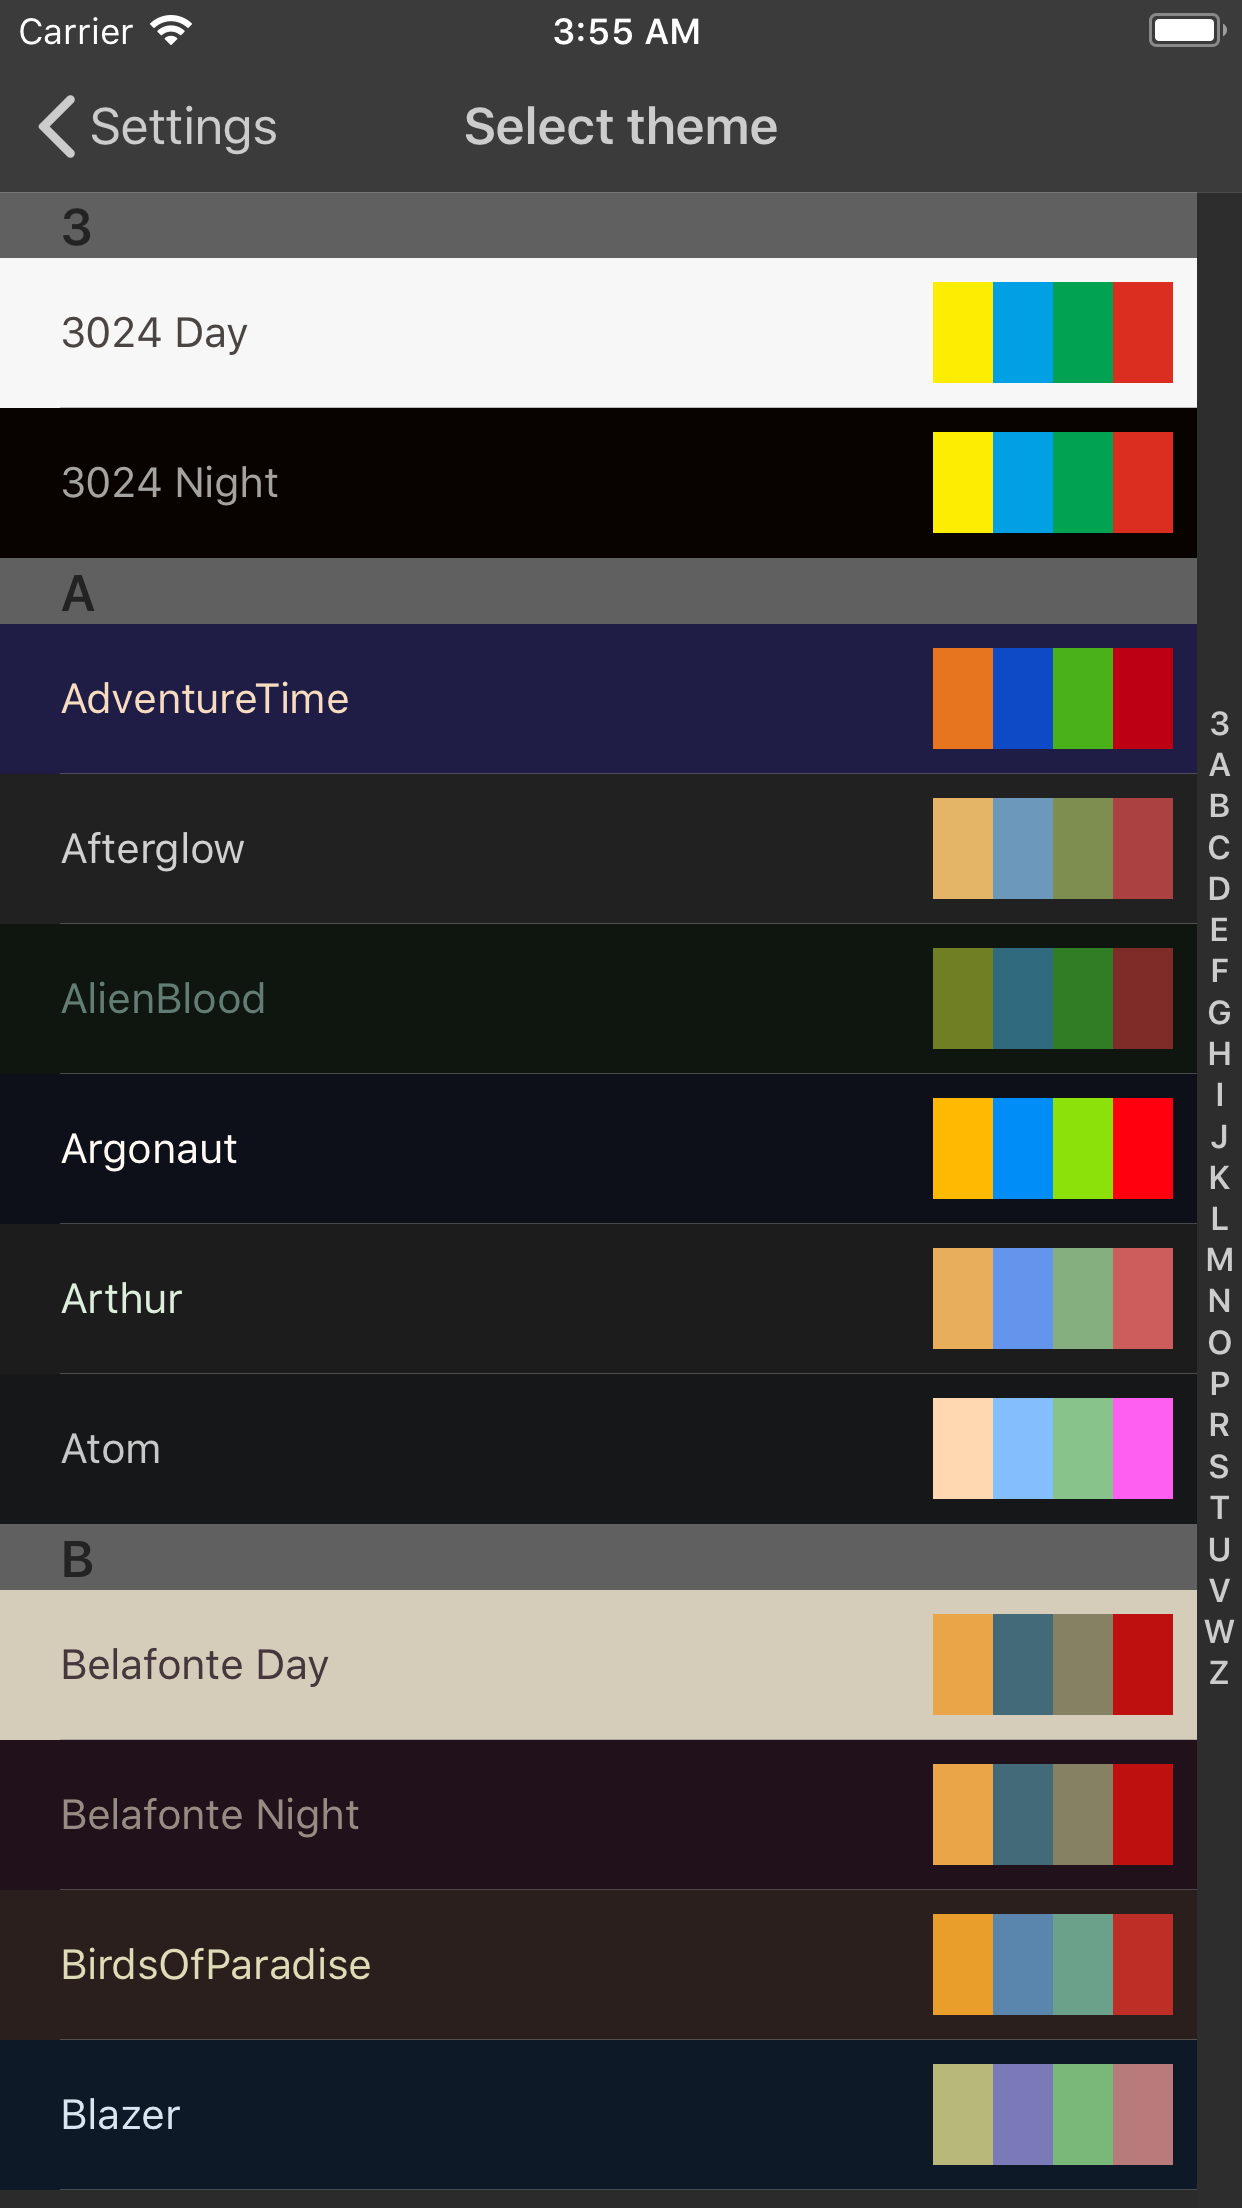 Carrier 3:55 AM
Settings Select theme
3
3024 Day
3024 Night
A
AdventureTime
Afterglow
AlienBlood
Argonaut
Arthur
Atom
B
Belafonte Day
Belafonte Night
BirdsOfParadise
Blazer
3
A
B
C
D
E
F
G
H
I
J
K
L
M
N
O
P
R
S
T
U
V
W
Z